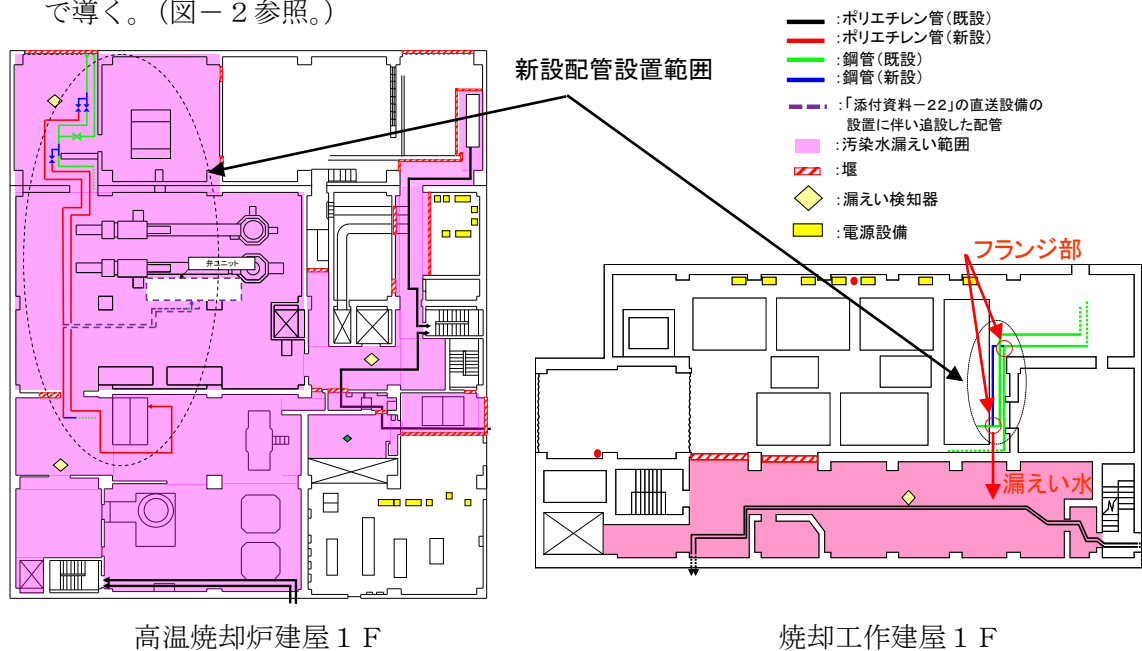 で導く。（図－２参照。）
:ポリエチレン管(既設)
:ポリエチレン管(新設)
:鋼管(既設)
:鋼管(新設)
:「添付資料－22」の直送設備の
設置に伴い追設した配管
:汚染水漏えい範囲
:堰
:漏えい検知器
:電源設備
新設配管設置範囲
弁ユニット
フランジ部
漏えい水
高温焼却炉建屋１Ｆ
焼却工作建屋１Ｆ